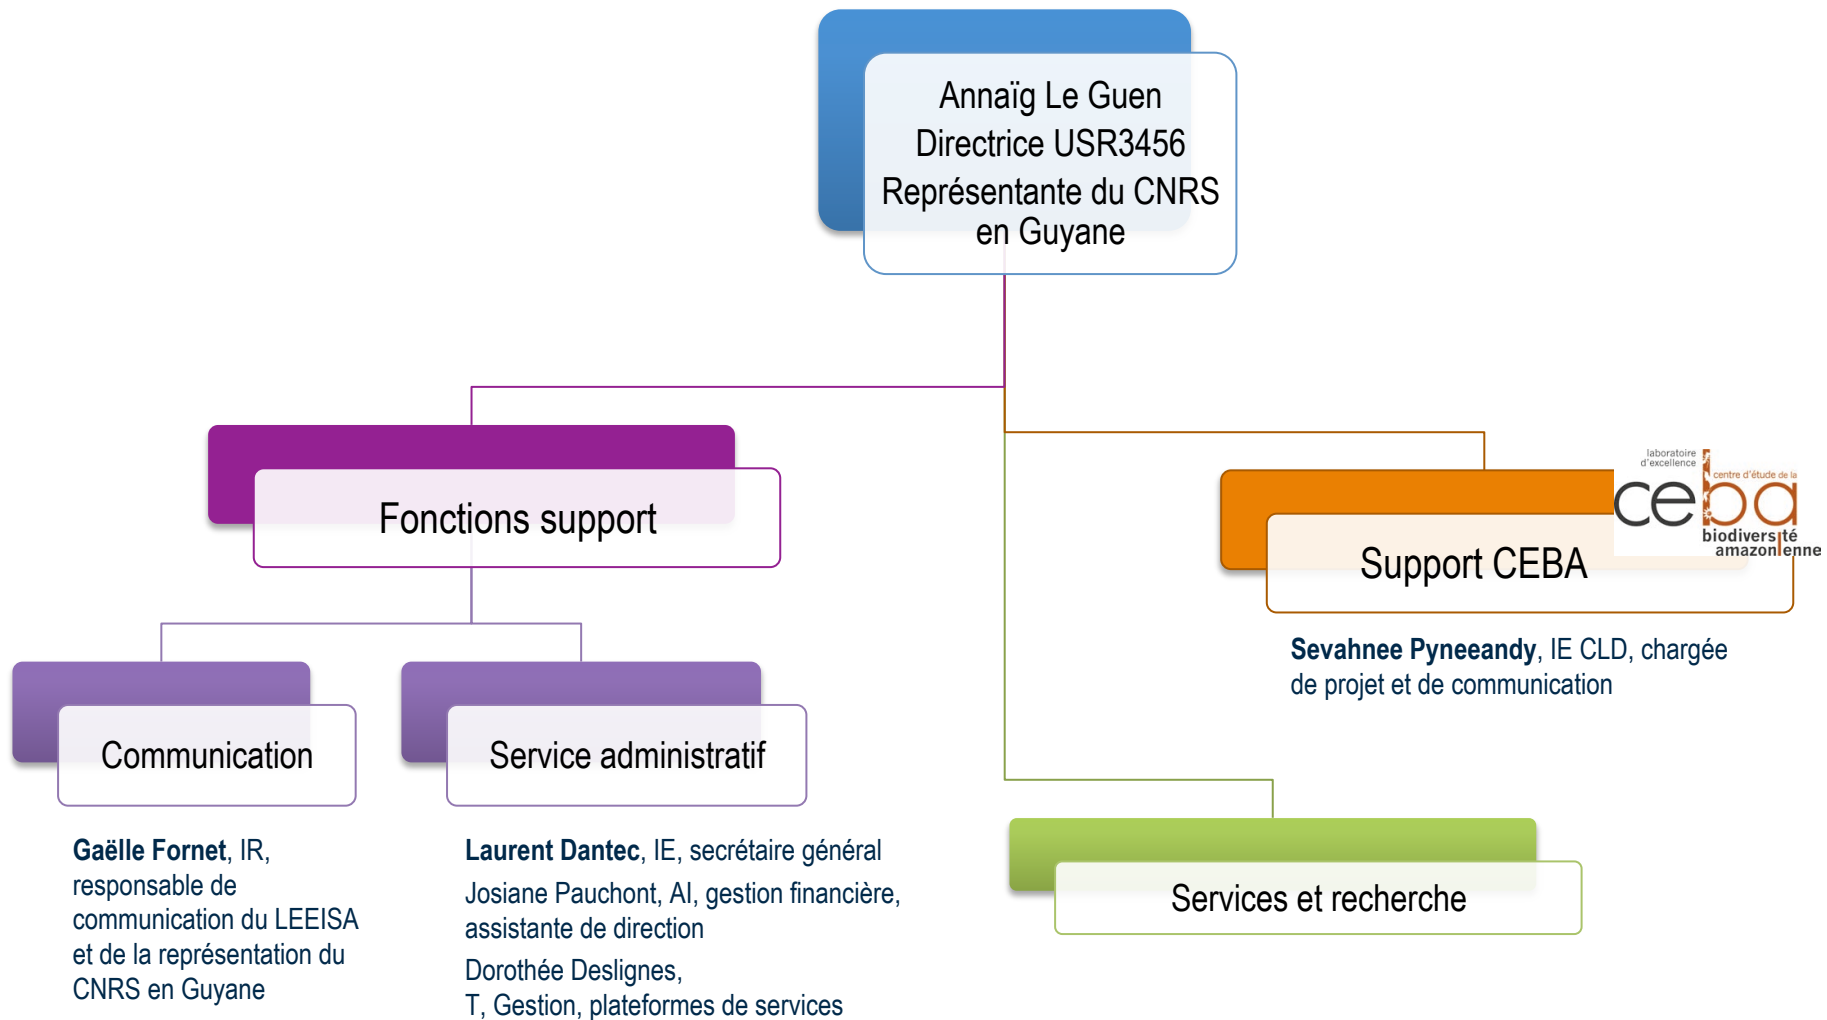 Annaïg Le Guen
Directrice USR3456
Représentante du CNRS
en Guyane
Fonctions support
laboratoire
d'excellence
centre d'étude de la
ceba
biodiversité
amazonienne
Support CEBA
Sevahnee Pyneeandy, IE CLD, chargée
de projet et de communication
Communication
Service administratif
Gaëlle Fornet, IR,
responsable de
communication du LEEISA
et de la représentation du
CNRS en Guyane
Laurent Dantec, IE, secrétaire général
Josiane Pauchont, AI, gestion financière,
assistante de direction
Dorothée Deslignes,
T, Gestion, plateformes de services
Services et recherche